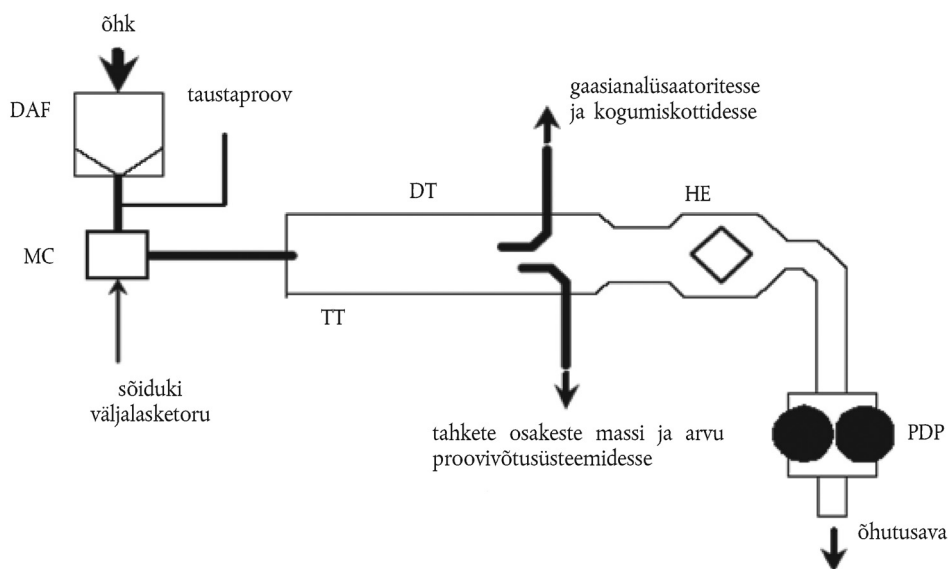 õhk
DAF
taustaproov
gaasianalüsaatoritesse
ja kogumiskottidesse
DT
HE
MC
TT
sõiduki
väljalasketoru
tahkete osakeste massi ja arvu
proovivõtusüsteemidesse
PDP
õhutusava